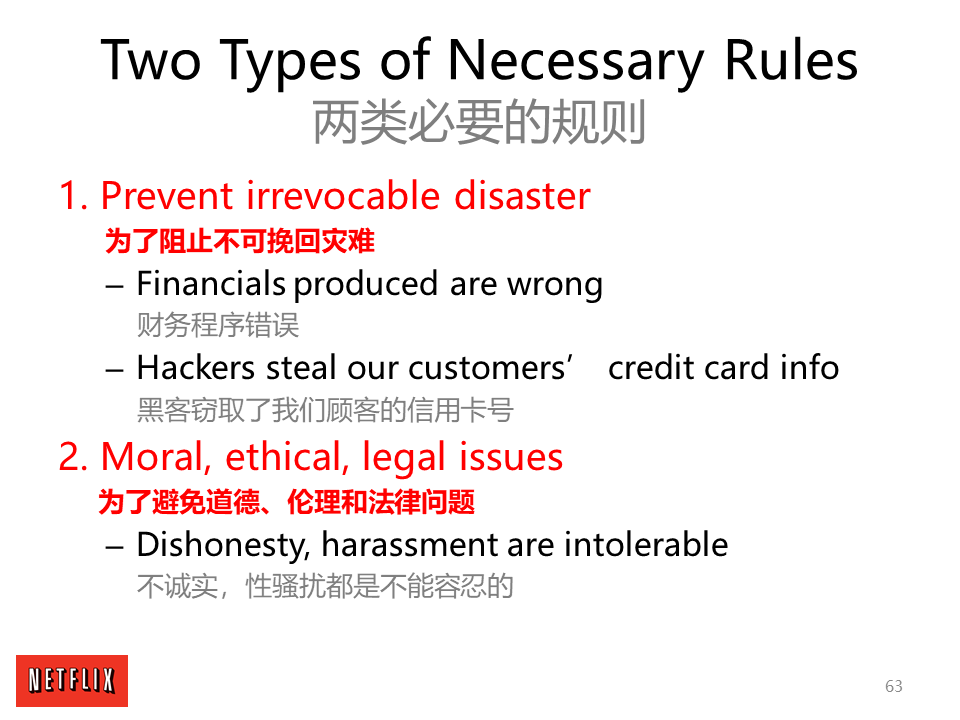 Two Types of Necessary Rules
两类必要的规则
1. Prevent irrevocable disaster
为了阻止不可挽回灾难
– Financials produced are wrong
财务程序错误
– Hackers steal our customers’ credit card info
黑客窃取了我们顾客的信用卡号
2. Moral, ethical, legal issues
为了避免道德、伦理和法律问题
– Dishonesty, harassment are intolerable
不诚实，性骚扰都是不能容忍的
NETFLIX
63